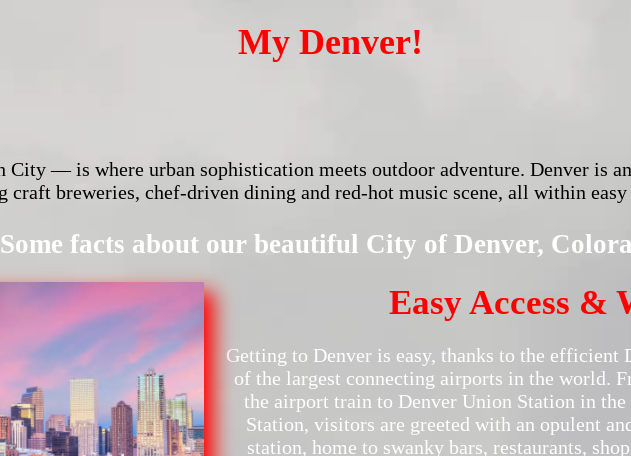 My Denver!
City — is where urban sophistication meets outdoor adventure. Denver is an
craft breweries, chef-driven dining and red-hot music scene, all within easy
Some facts about our beautiful City of Denver,
Easy Access &
Getting to Denver is easy, thanks to the efficient
of the largest connecting airports in the world.
the airport train to Denver Union Station in the
Station, visitors are greeted with an opulent and
station, home to swanky bars, restaurants,